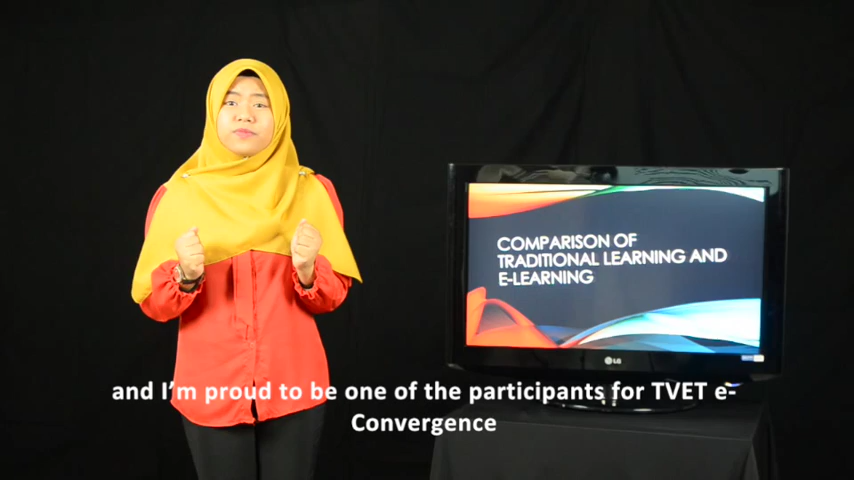 COMPARISON OF
TRADITIONAL LEARNING AND
E-LEARNING
LG
and I'm proud to be one of the participants for TVET e-
Convergence